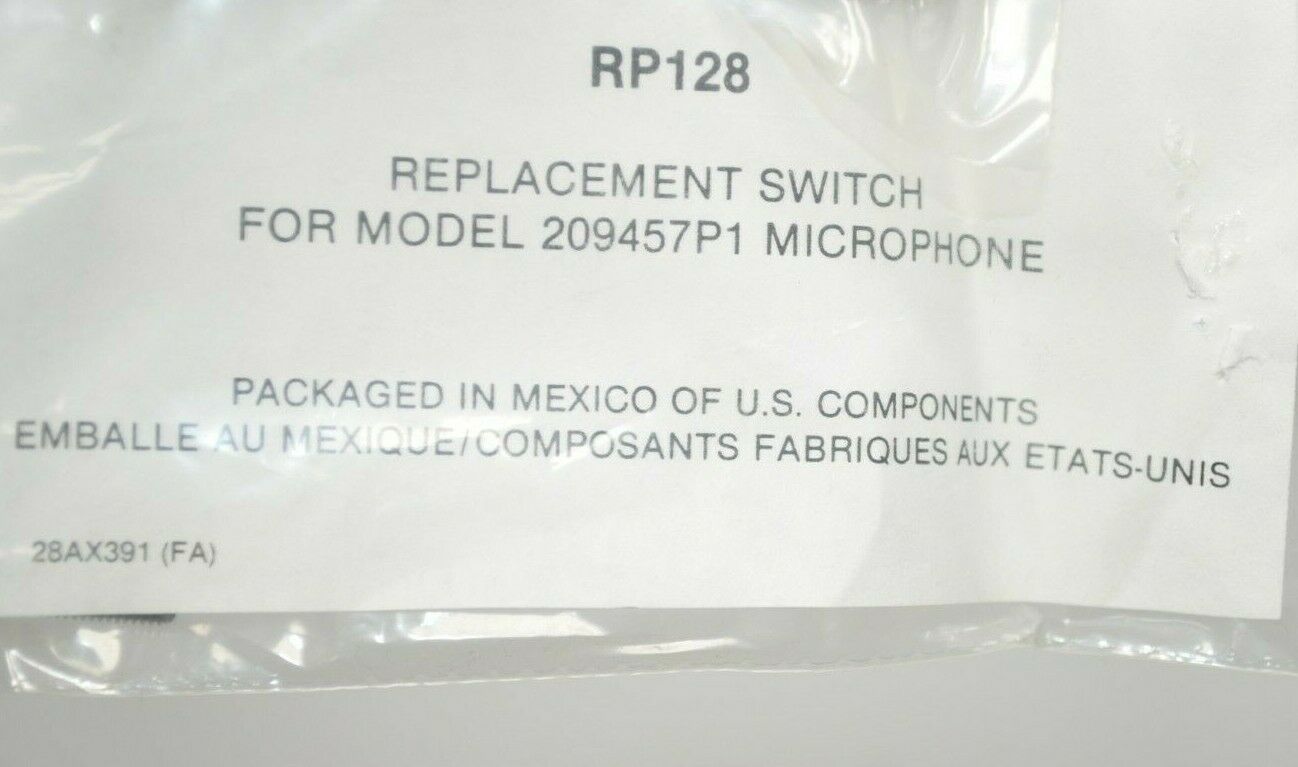 RP128
REPLACEMENT SWITCH
FOR MODEL 209457P1 MICROPHONE
PACKAGED IN MEXICO OF U.S. COMPONENTS
EMBALLE AU MEXIQUE/COMPOSANTS FABRIQUES AUX ETATS-UNIS
28AX391 (FA)